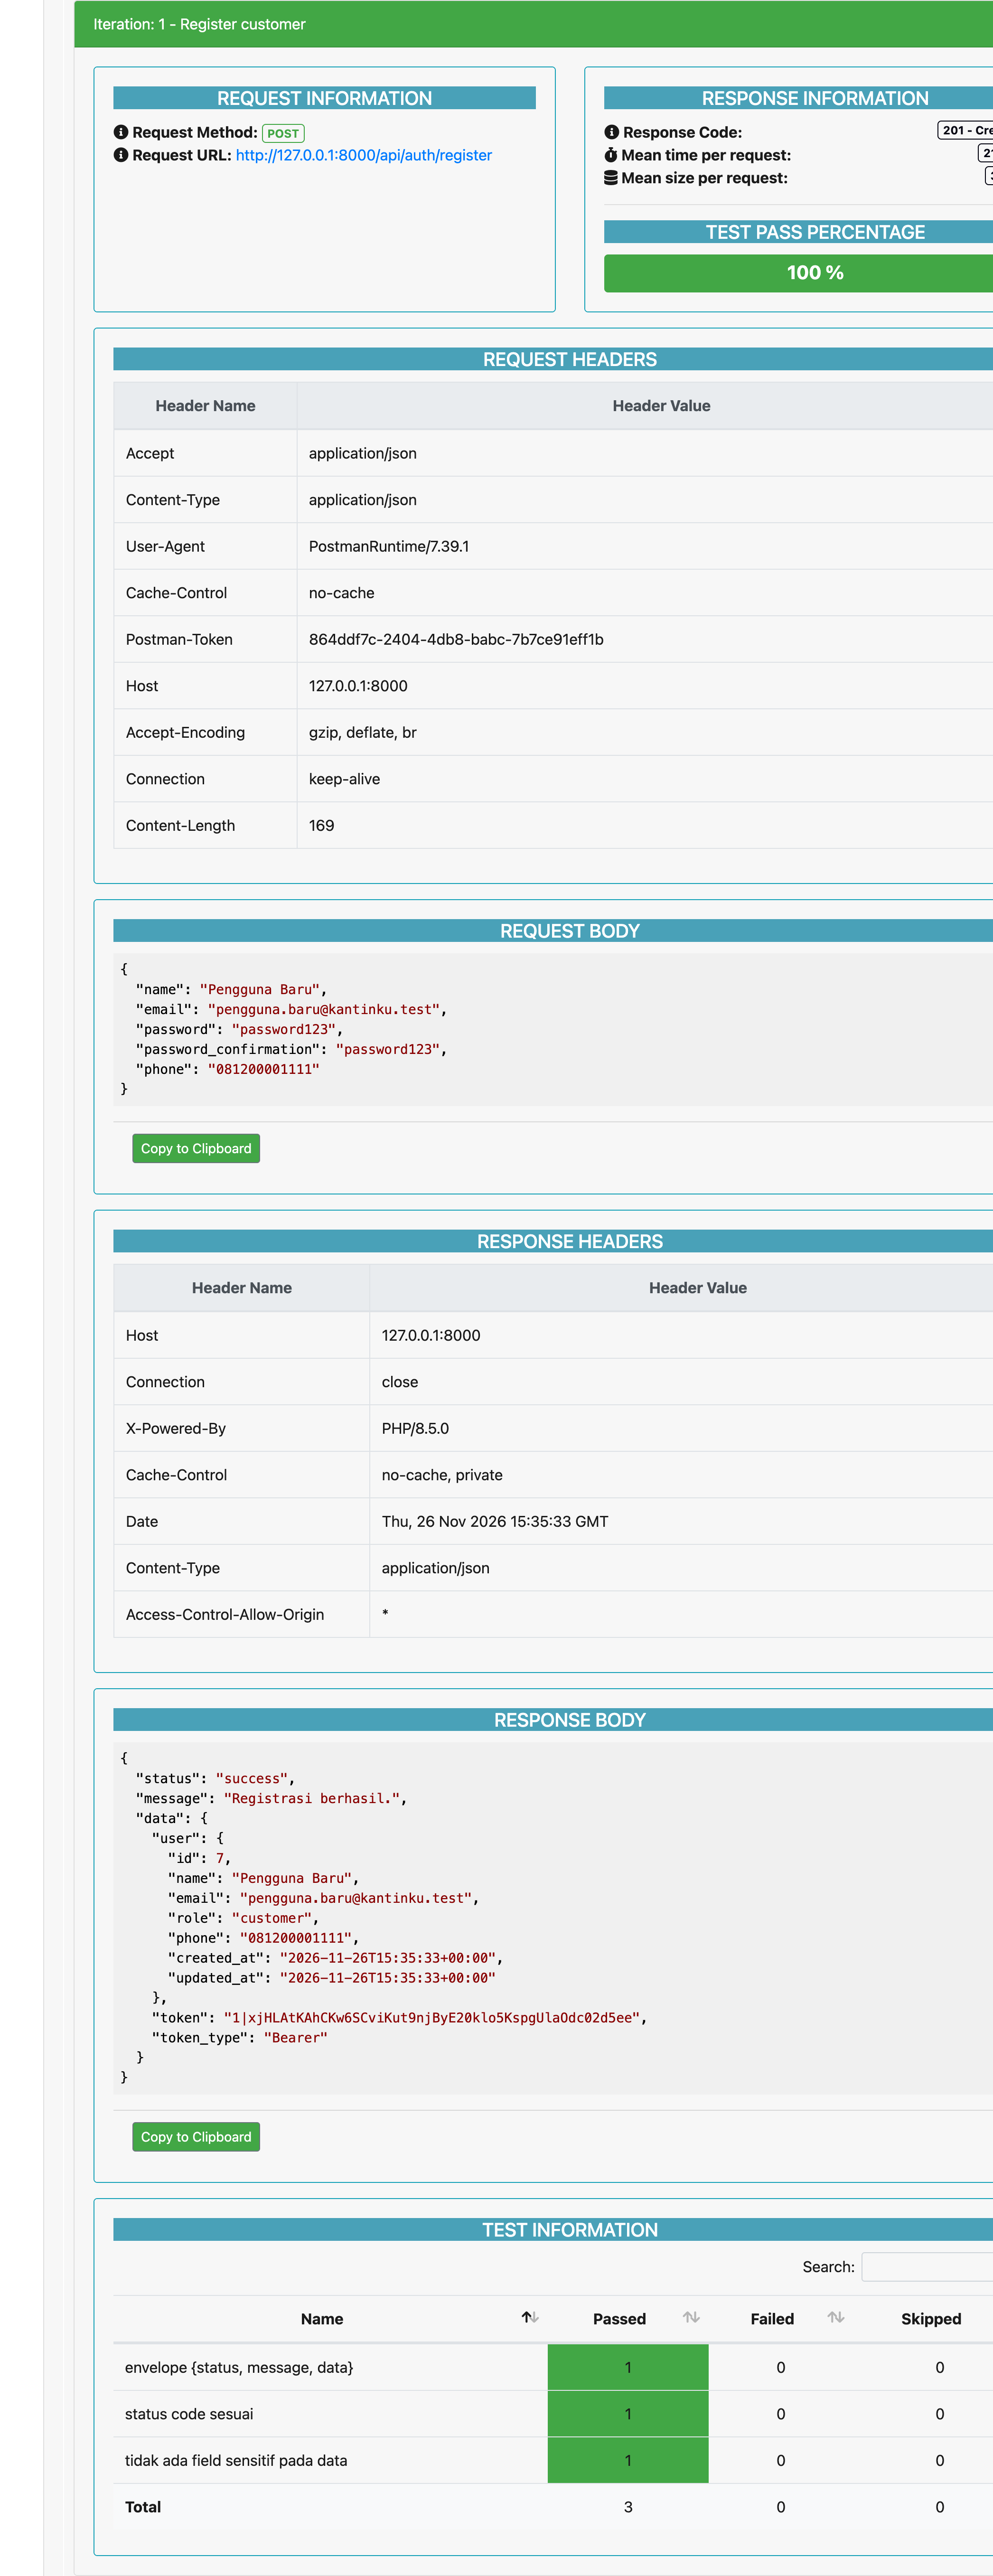 Iteration: 1 - Register customer
REQUEST INFORMATION
Request Method: POST
Request URL: http://127.0.0.1:8000/api/auth/register
RESPONSE INFORMATION
Response Code: 201 - Cre
Mean time per request: 2
Mean size per request:
TEST PASS PERCENTAGE
100 %
REQUEST HEADERS
Header Name Header Value
Accept application/json
Content-Type application/json
User-Agent PostmanRuntime/7.39.1
Cache-Control no-cache
Postman-Token 864ddf7c-2404-4db8-babc-7b7ce91eff1b
Host 127.0.0.1:8000
Accept-Encoding gzip, deflate, br
Connection keep-alive
Content-Length 169
REQUEST BODY
{
"name": "Pengguna Baru",
"email": "pengguna.baru@kantinku.test",
"password": "password123",
"password_confirmation": "password123",
"phone": "081200001111"
}
Copy to Clipboard
RESPONSE HEADERS
Header Name Header Value
Host 127.0.0.1:8000
Connection close
X-Powered-By PHP/8.5.0
Cache-Control no-cache, private
Date Thu, 26 Nov 2026 15:35:33 GMT
Content-Type application/json
Access-Control-Allow-Origin *
RESPONSE BODY
{
"status": "success",
"message": "Registrasi berhasil.",
"data": {
"user": {
"id": 7,
"name": "Pengguna Baru",
"email": "pengguna.baru@kantinku.test",
"role": "customer",
"phone": "081200001111",
"created_at": "2026-11-26T15:35:33+00:00",
"updated_at": "2026-11-26T15:35:33+00:00"
},
"token": "1|xjHLAtKAhCKw6SCviKut9njByE20klo5KspgUlaOdc02d5ee",
"token_type": "Bearer"
}
}
Copy to Clipboard
TEST INFORMATION
Search:
Name Passed Failed Skipped
envelope {status, message, data} 1 0 0
status code sesuai 1 0 0
tidak ada field sensitif pada data 1 0 0
Total 3 0 0